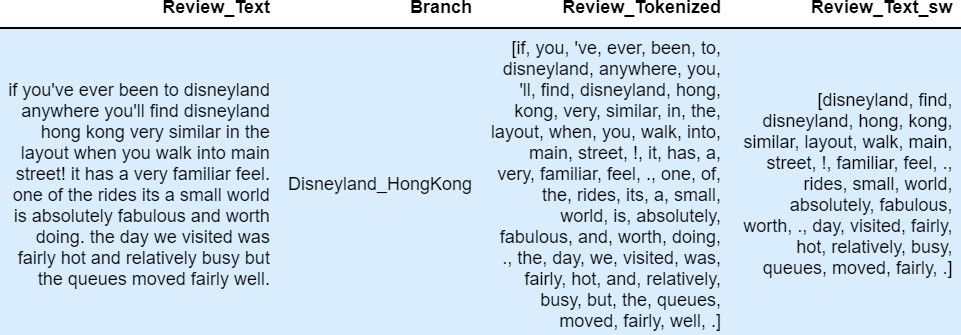 Review_Text Branch Review_Tokenized Review_Text_sw
if you've ever been to disneyland
anywhere you'll find disneyland
hong kong very similar in the
layout when you walk into main
street! it has a very familiar feel.
one of the rides its a small world
is absolutely fabulous and worth
doing. the day we visited was
fairly hot and relatively busy but
the queues moved fairly well.
Disneyland_HongKong
[if, you, 've, ever, been, to,
disneyland, anywhere, you,
'll, find, disneyland, hong,
kong, very, similar, in, the,
layout, when, you, walk, into,
main, street, !, it, has, a,
very, familiar, feel, ., one, of,
the, rides, its, a, small,
world, is, absolutely,
fabulous, and, worth, doing,
., the, day, we, visited, was,
fairly, hot, and, relatively,
busy, but, the, queues,
moved, fairly, well, .]
[disneyland, find,
disneyland, hong, kong,
similar, layout, walk, main,
street, !, familiar, feel, .,
rides, small, world,
absolutely, fabulous,
worth, ., day, visited, fairly,
hot, relatively, busy,
queues, moved, fairly, .]